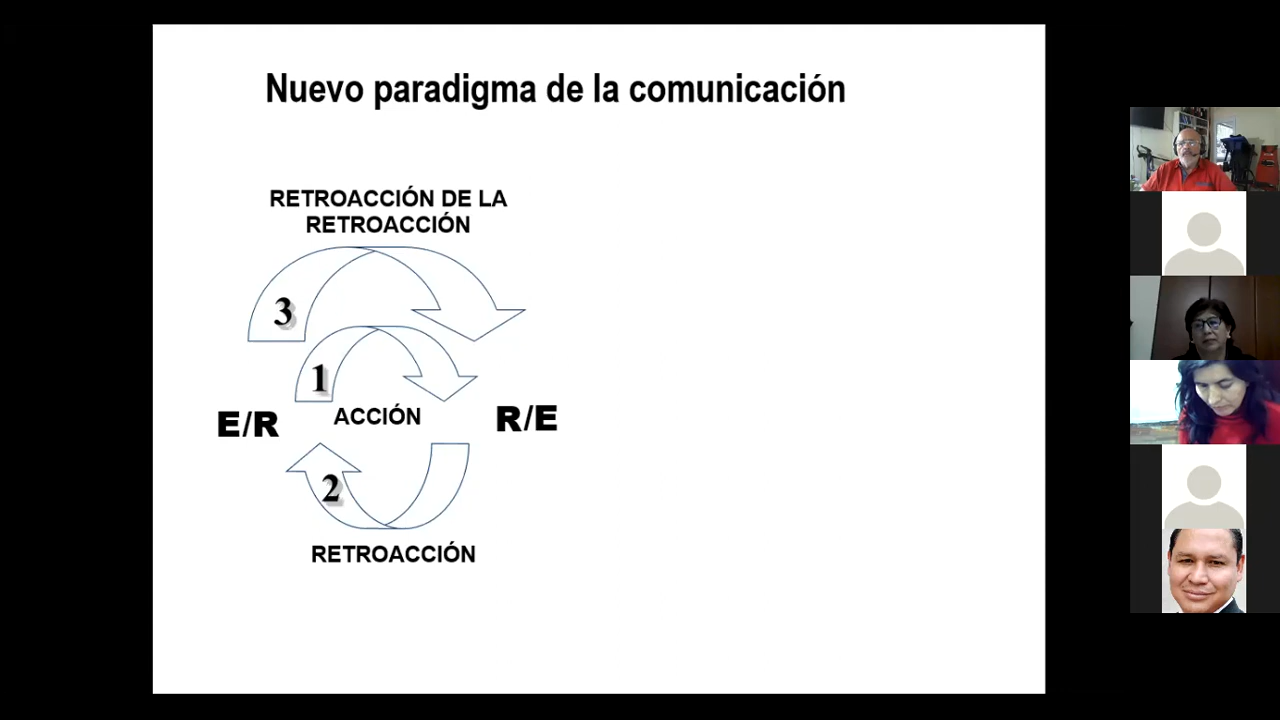 Nuevo paradigma de la comunicación
RETROACCIÓN DE LA
RETROACCIÓN
3
1
E/R
ACCIÓN
R/E
2
RETROACCIÓN